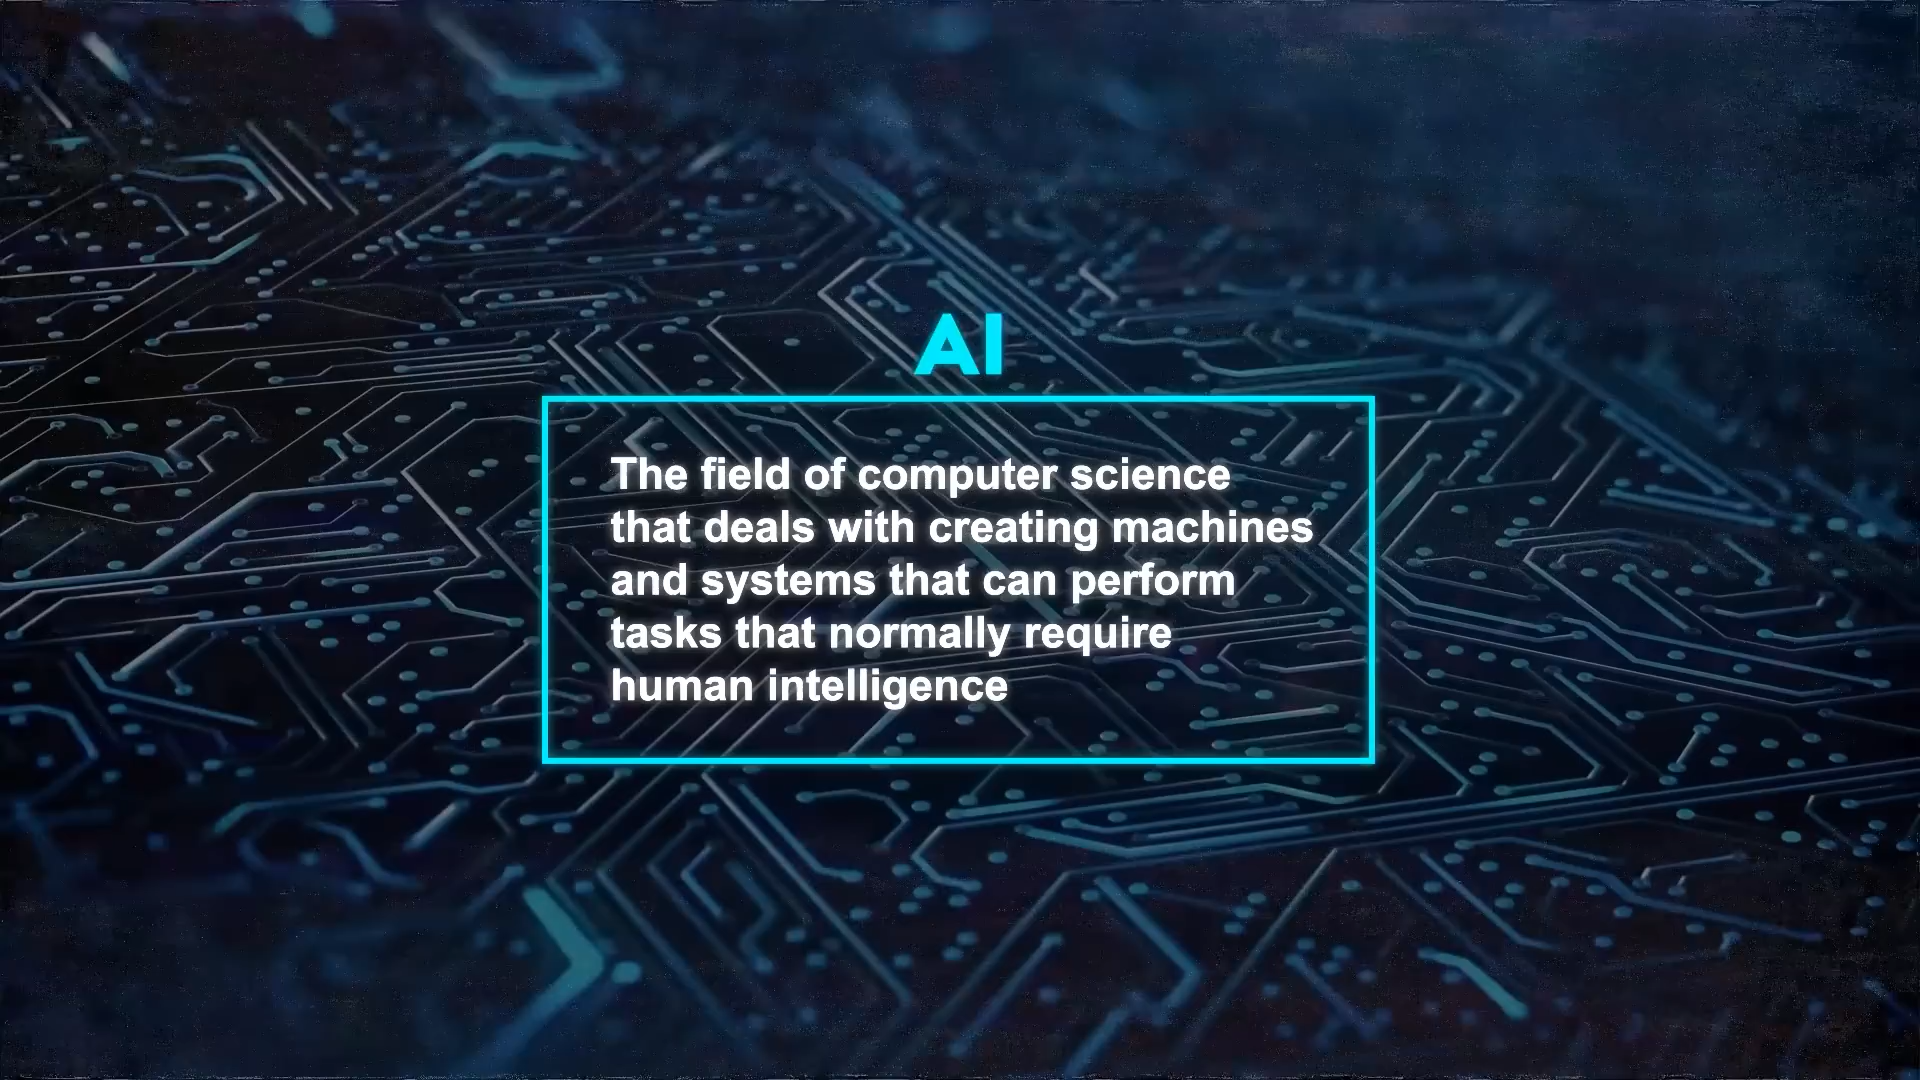 AI
The field of computer science
that deals with creating machines
and systems that can perform
tasks that normally require
human intelligence